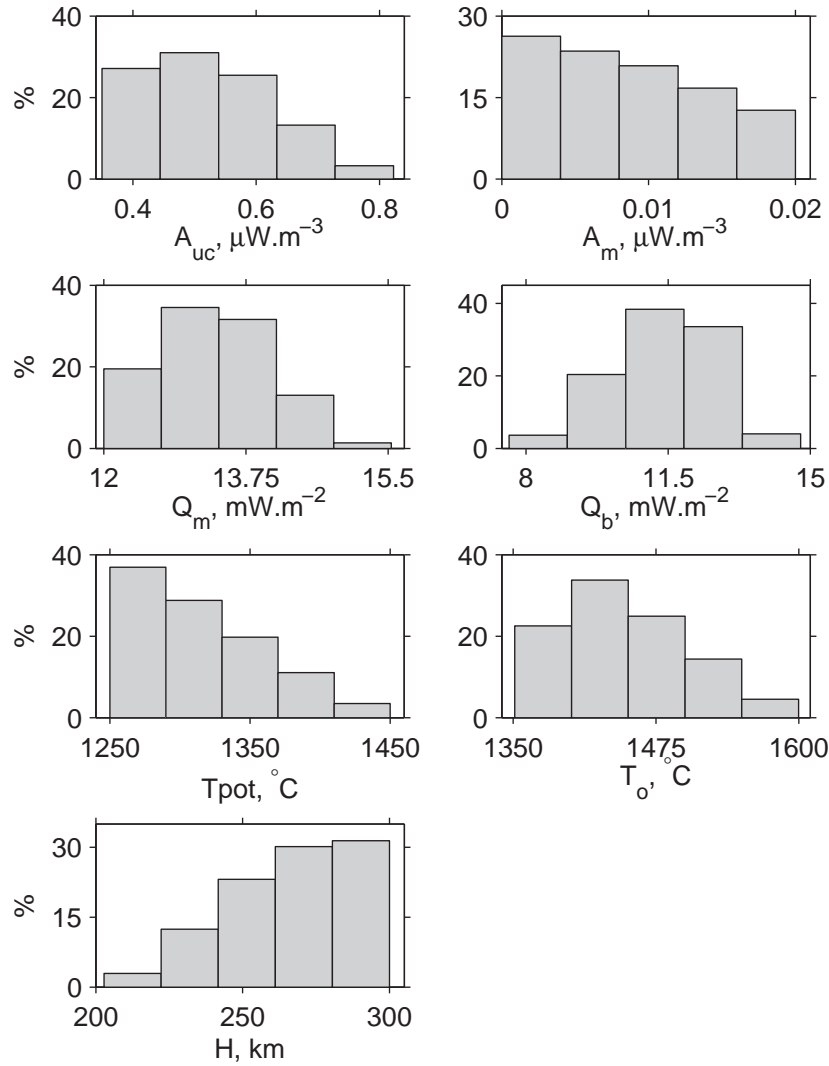 40
20
0
%
0.4 0.6 0.8
A_uc, μW.m⁻³
30
15
0
0 0.01 0.02
A_m, μW.m⁻³
40
20
0
%
12 13.75 15.5
Q_m, mW.m⁻²
40
20
0
8 11.5 15
Q_b, mW.m⁻²
40
20
0
%
1250 1350 1450
Tpot, °C
40
20
0
1350 1475 1600
T_o, °C
30
15
0
%
200 250 300
H, km